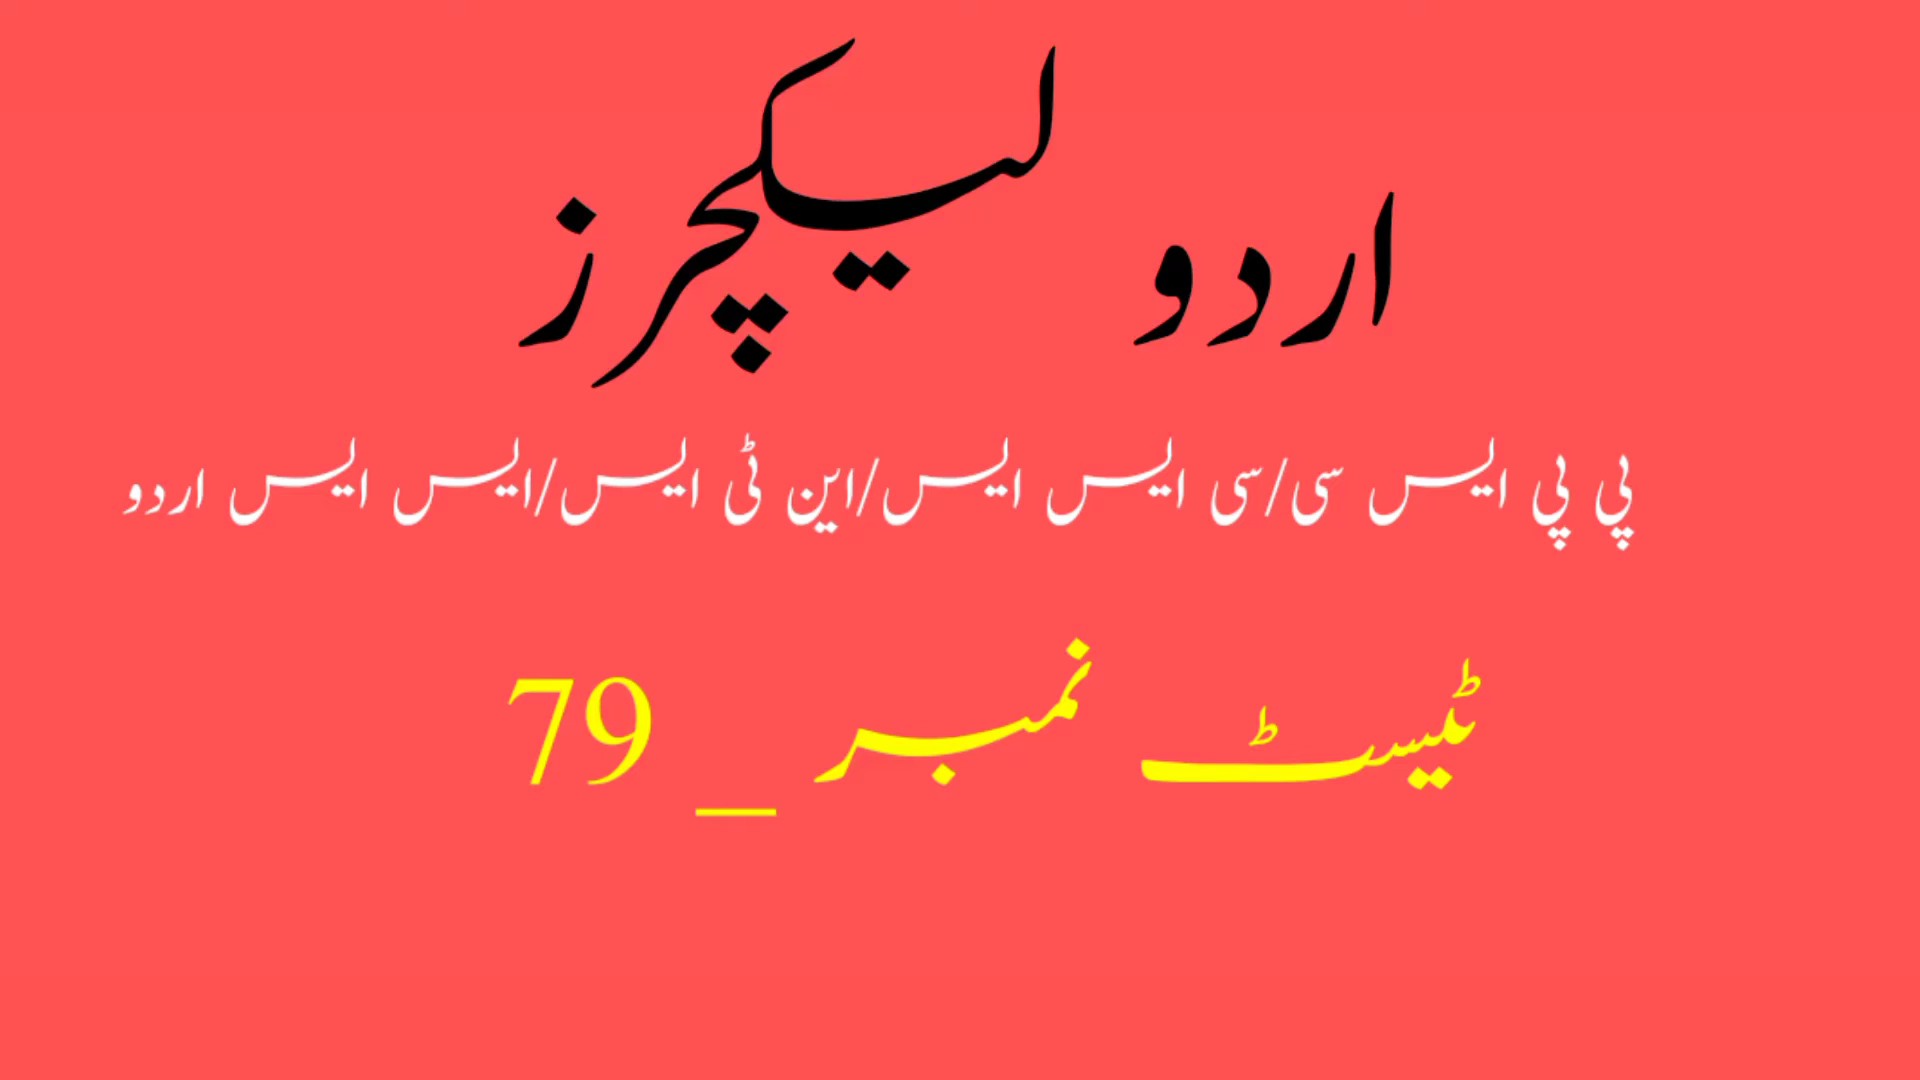 اردو لیکچرز
پی پی ایس سی/سی ایس ایس/این ٹی ایس/ایس ایس اردو
ٹیسٹ نمبر _ 79